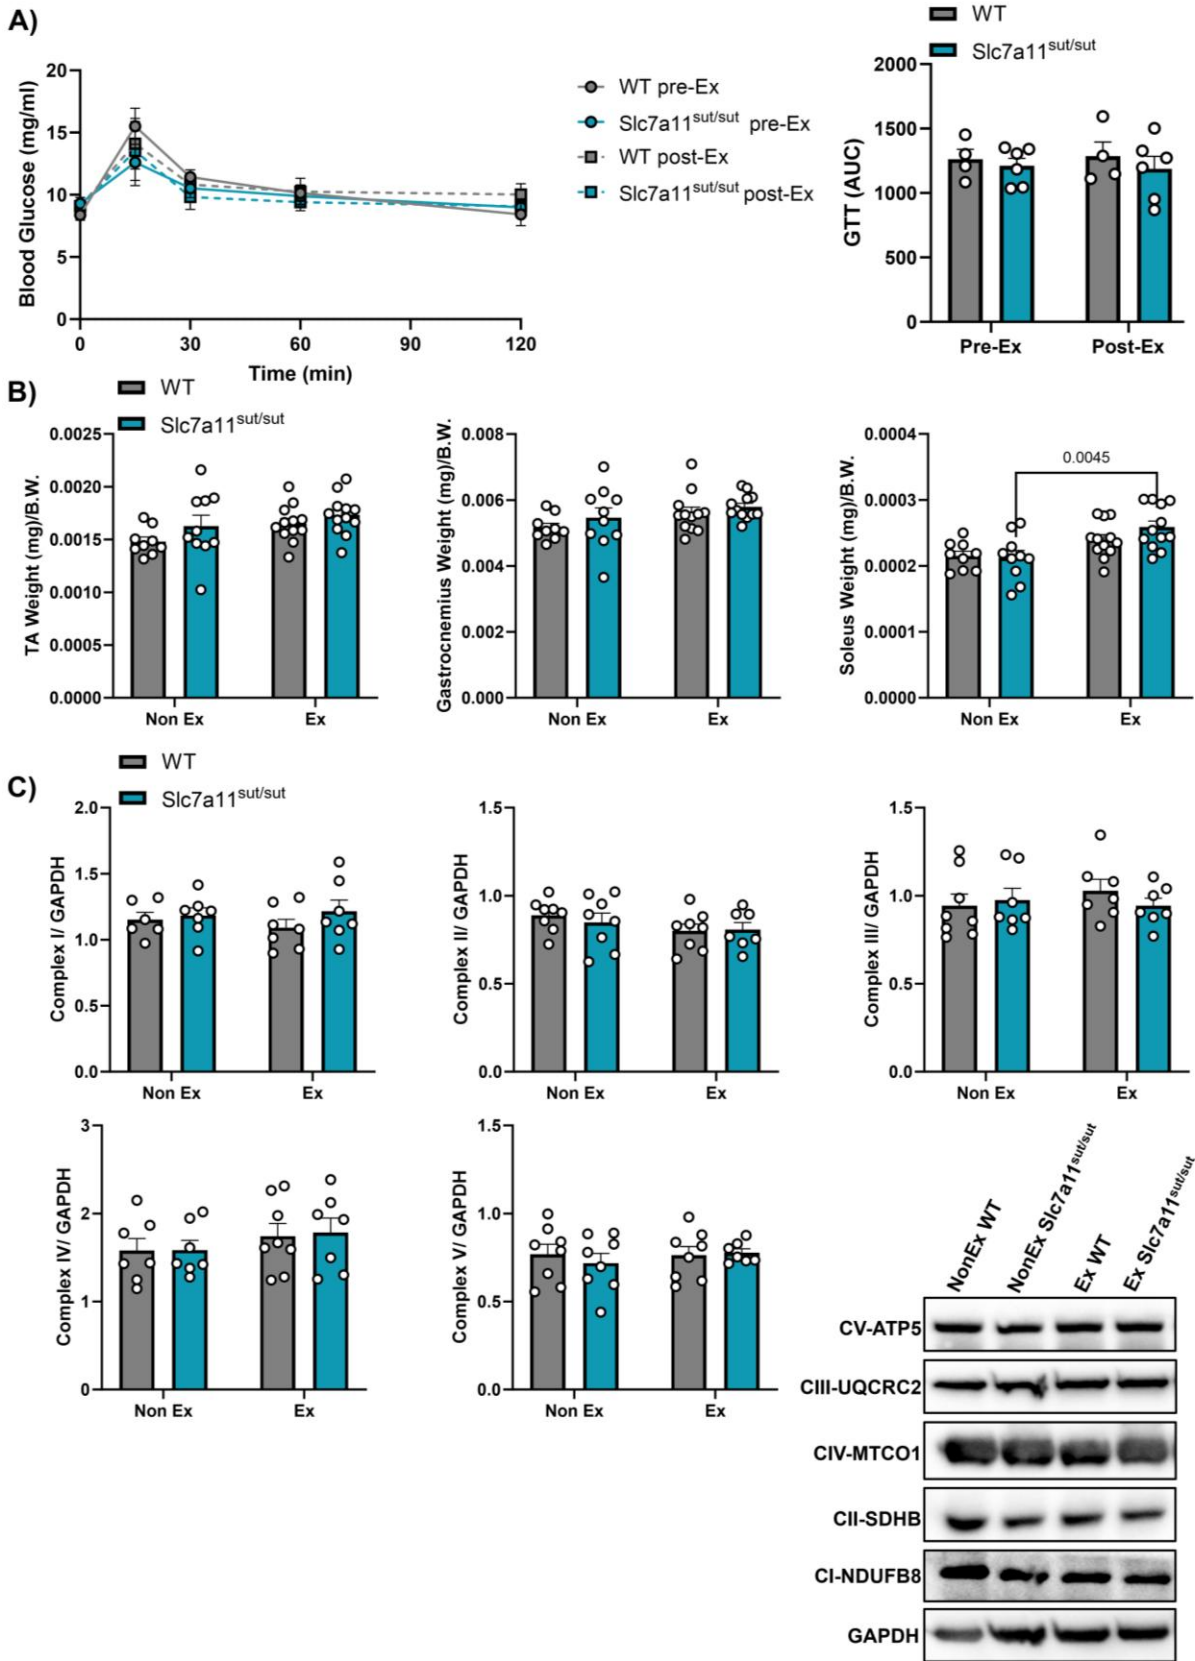 A)
Blood Glucose (mg/ml)
20
15
10
5
0
0 30 60 90 120
Time (min)
WT pre-Ex
Slc7a11sut/sut pre-Ex
WT post-Ex
Slc7a11sut/sut post-Ex
WT
Slc7a11sut/sut
GTT (AUC)
2000
1500
1000
500
0
Pre-Ex Post-Ex
B)
WT
Slc7a11sut/sut
TA Weight (mg)/B.W.
0.0025
0.0020
0.0015
0.0010
0.0005
0.0000
Non Ex Ex
Gastrocnemius Weight (mg)/B.W.
0.008
0.006
0.004
0.002
0.000
Non Ex Ex
Soleus Weight (mg)/B.W.
0.0004
0.0003
0.0002
0.0001
0.0000
0.0045
Non Ex Ex
C)
WT
Slc7a11sut/sut
Complex I/ GAPDH
2.0
1.5
1.0
0.5
0.0
Non Ex Ex
Complex II/ GAPDH
1.5
1.0
0.5
0.0
Non Ex Ex
Complex III/ GAPDH
1.5
1.0
0.5
0.0
Non Ex Ex
Complex IV/ GAPDH
3
2
1
0
Non Ex Ex
Complex V/ GAPDH
1.5
1.0
0.5
0.0
Non Ex Ex
NonEx WT
NonEx Slc7a11sut/sut
Ex WT
Ex Slc7a11sut/sut
CV-ATP5
CIII-UQCRC2
CIV-MTCO1
CII-SDHB
CI-NDUFB8
GAPDH